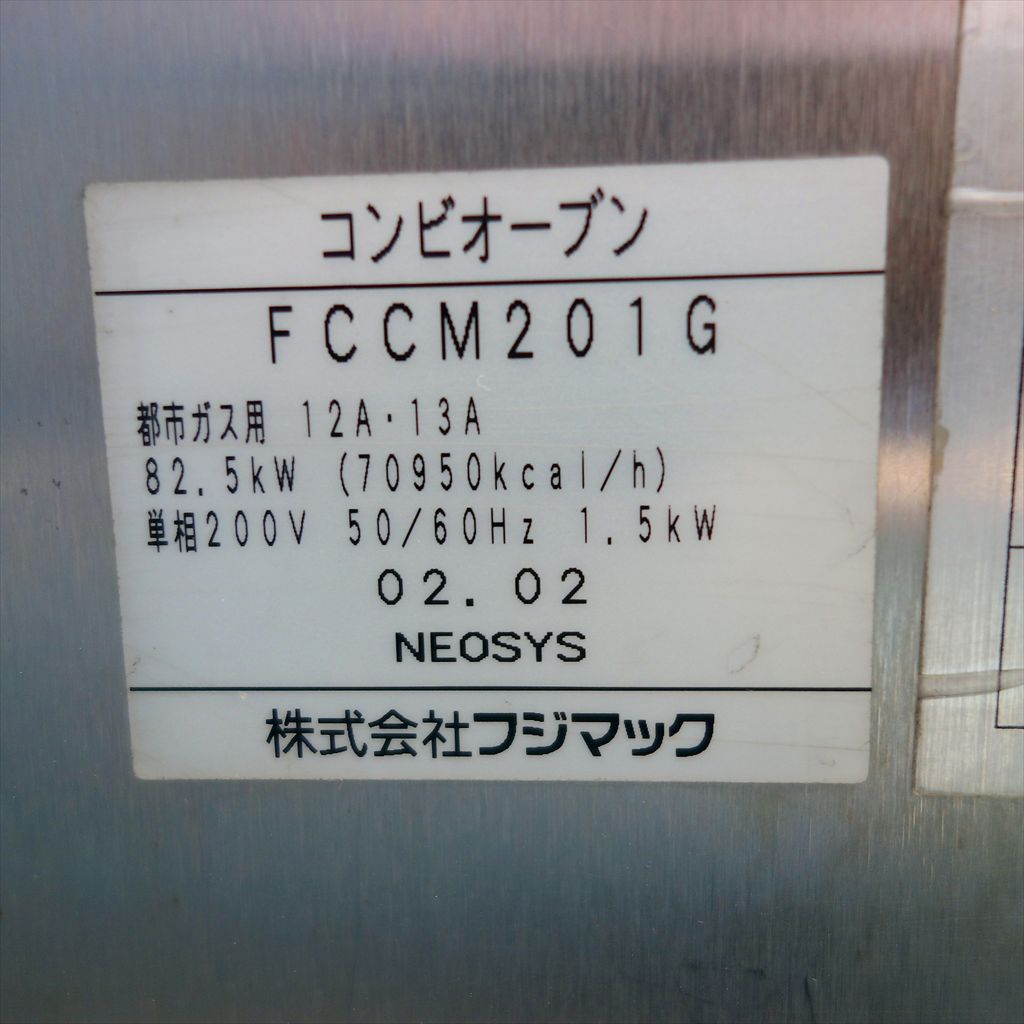 コンビオーブン
FCCM201G
都市ガス用 12A・13A
82.5kW (70950kcal/h)
単相200V 50/60Hz 1.5kW
02.02
NEOSYS
株式会社フジマック